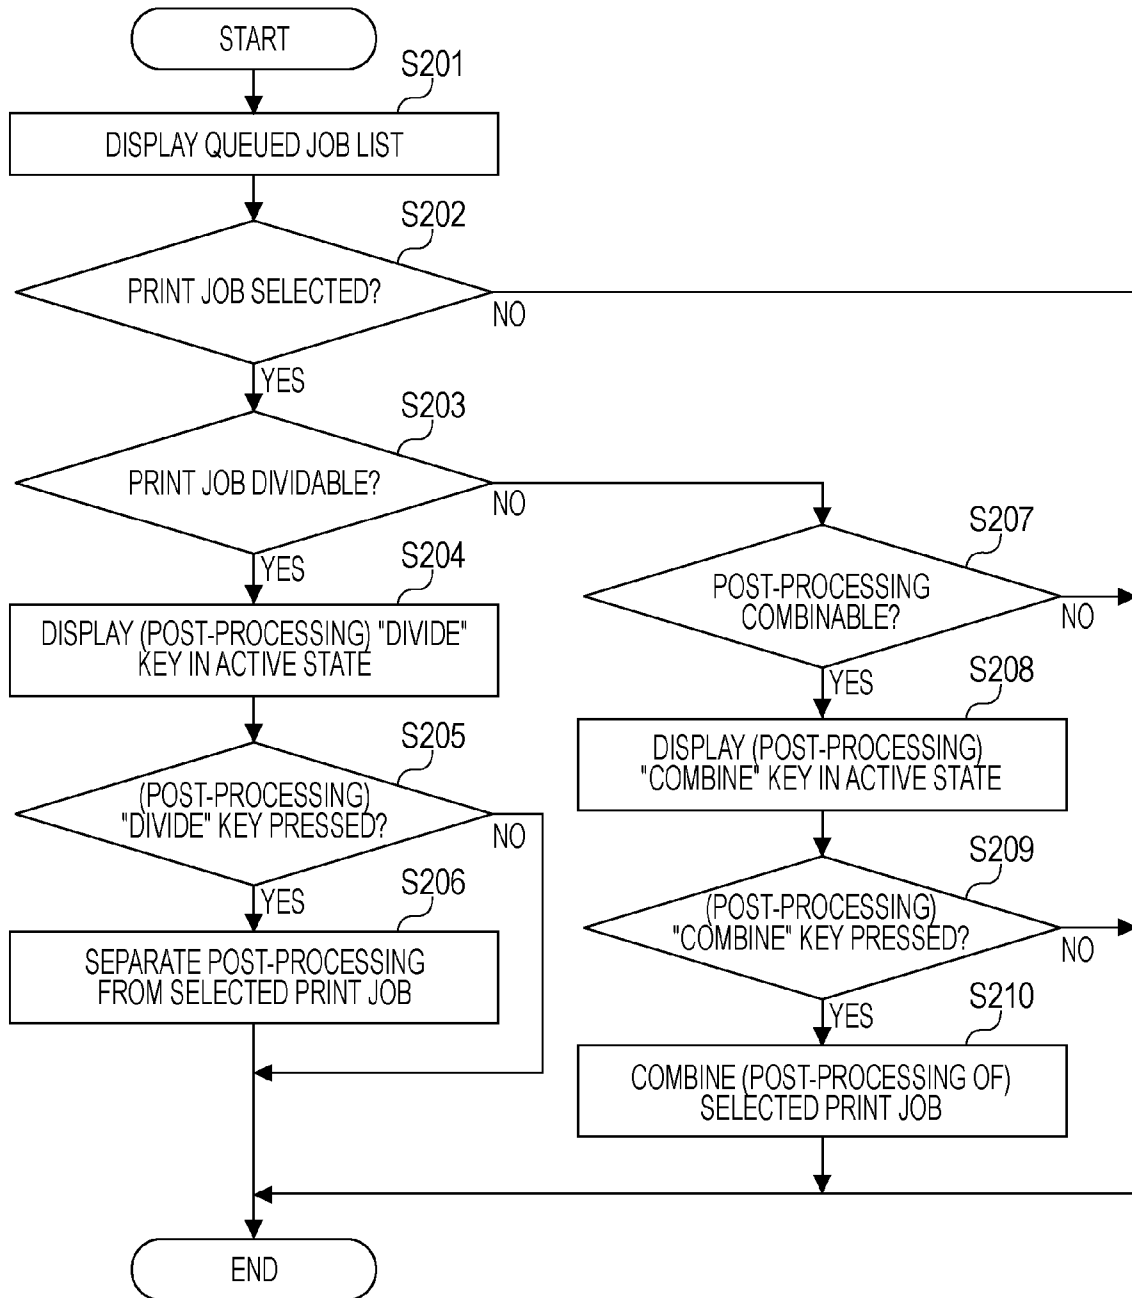 START
S201
DISPLAY QUEUED JOB LIST
S202
PRINT JOB SELECTED?
NO
YES
S203
PRINT JOB DIVIDABLE?
NO
YES
S204
DISPLAY (POST-PROCESSING) "DIVIDE"
KEY IN ACTIVE STATE
S205
(POST-PROCESSING)
"DIVIDE" KEY PRESSED?
NO
YES
S206
SEPARATE POST-PROCESSING
FROM SELECTED PRINT JOB
S207
POST-PROCESSING
COMBINABLE?
NO
YES
S208
DISPLAY (POST-PROCESSING)
"COMBINE" KEY IN ACTIVE STATE
S209
(POST-PROCESSING)
"COMBINE" KEY PRESSED?
NO
YES
S210
COMBINE (POST-PROCESSING OF)
SELECTED PRINT JOB
END